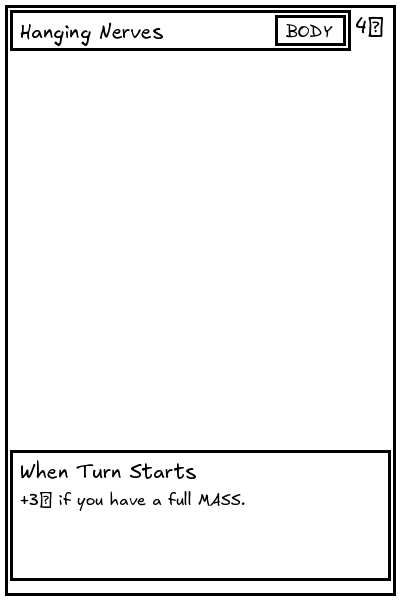 Hanging Nerves
BODY
4⍰
When Turn Starts
+3⍰ if you have a full MASS.